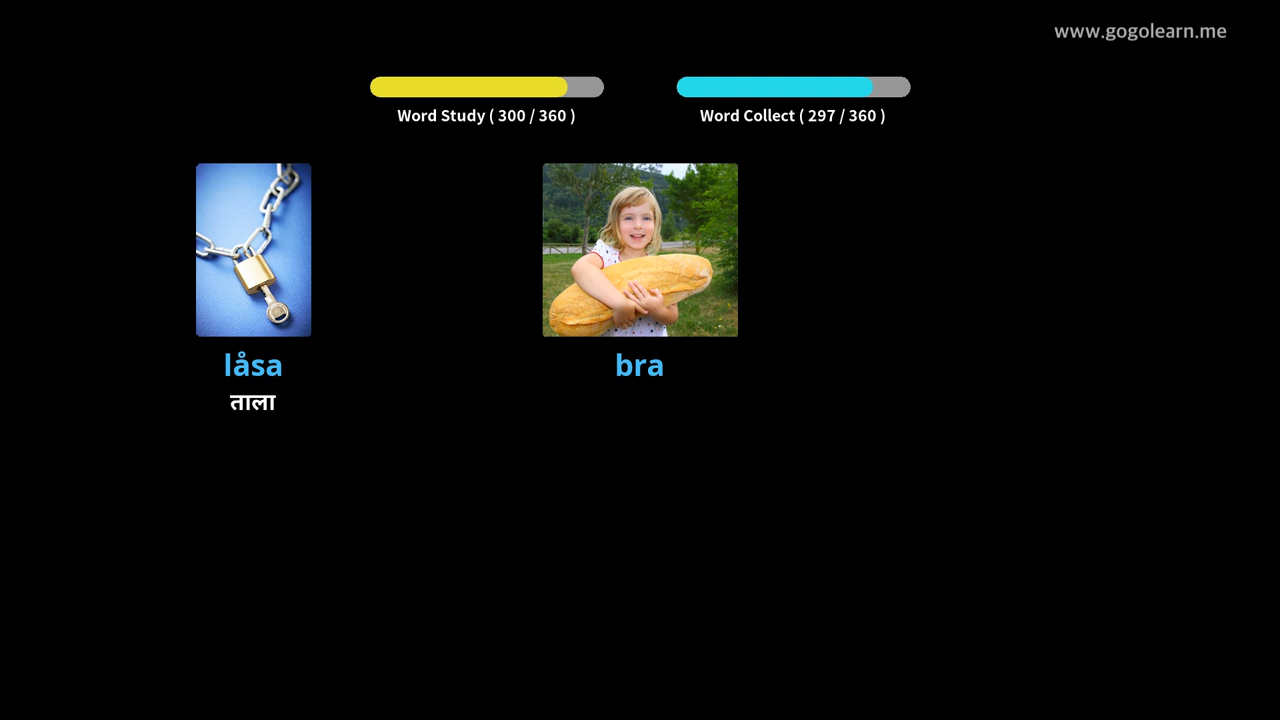 www.gogolearn.me
Word Study ( 300 / 360 )
Word Collect ( 297 / 360 )
låsa
ताला
bra